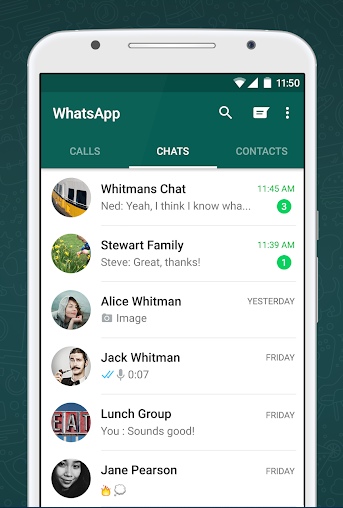 11:50
WhatsApp
CALLS CHATS CONTACTS
Whitmans Chat 11:45 AM
Ned: Yeah, I think I know wha... 3
Stewart Family 11:39 AM
Steve: Great, thanks! 1
Alice Whitman YESTERDAY
Image
Jack Whitman FRIDAY
0:07
EAT
Lunch Group FRIDAY
You : Sounds good!
Jane Pearson FRIDAY